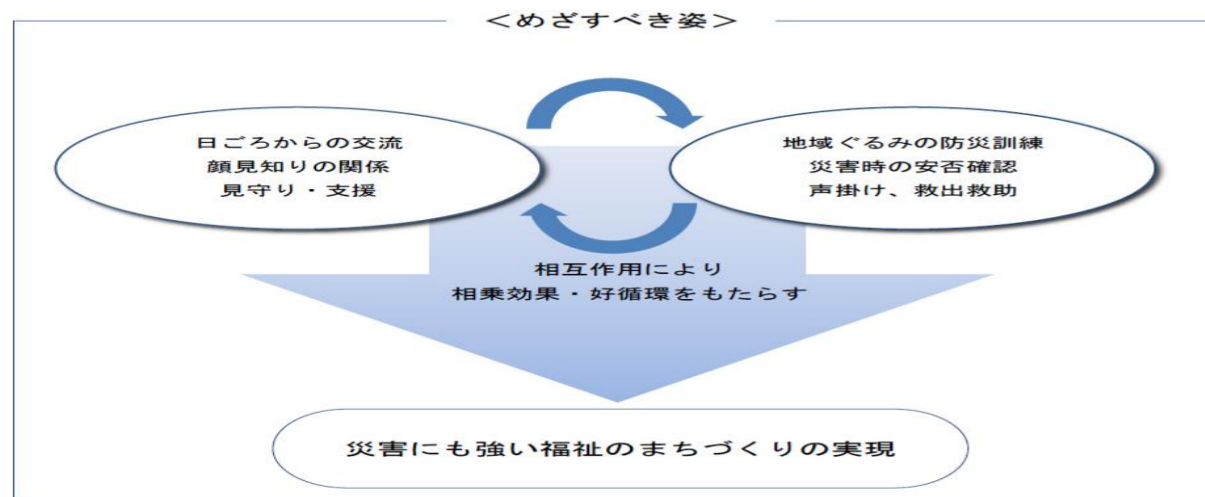 ＜めざすべき姿＞
日ごろからの交流
顔見知りの関係
見守り・支援
地域ぐるみの防災訓練
災害時の安否確認
声掛け、救出救助
相互作用により
相乗効果・好循環をもたらす
災害にも強い福祉のまちづくりの実現